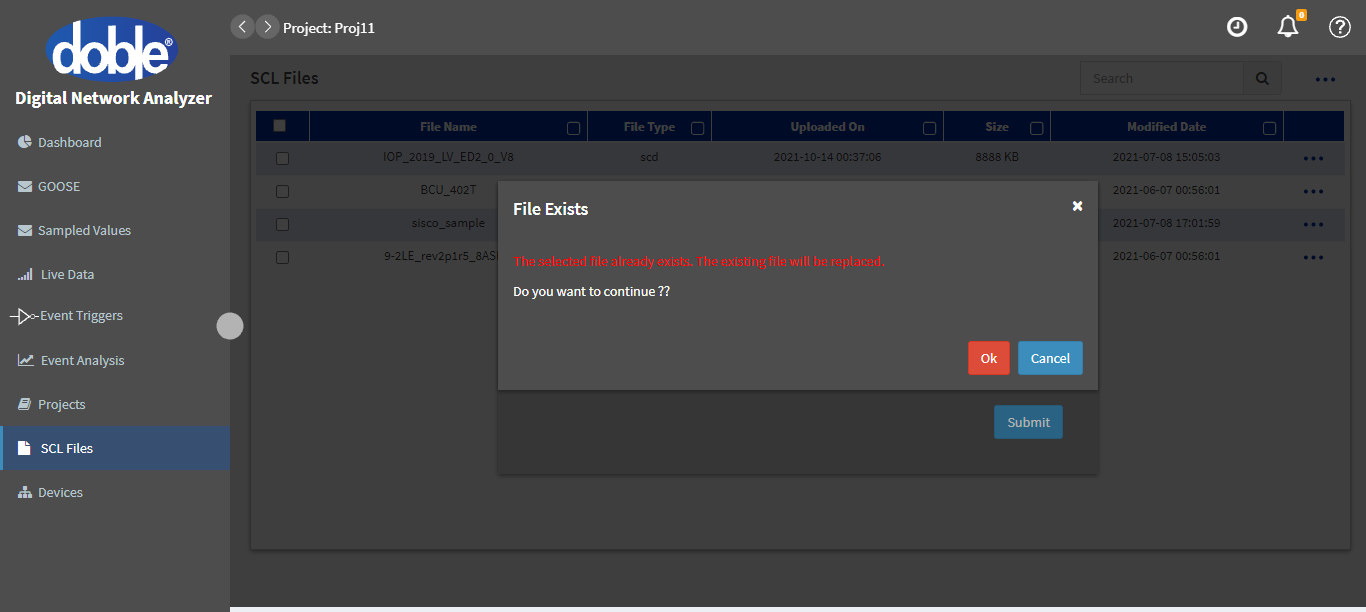 doble®
Digital Network Analyzer
Dashboard
GOOSE
Sampled Values
Live Data
Event Triggers
Event Analysis
Projects
SCL Files
Devices
Project: Proj11
0
SCL Files
Search
File Name File Type Uploaded On Size Modified Date
IOP_2019_LV_ED2_0_V8 scd 2021-10-14 00:37:06 8888 KB 2021-07-08 15:05:03
BCU_402T 2021-06-07 00:56:01
sisco_sample 2021-07-08 17:01:59
9-2LE_rev2p1r5_8AS 2021-06-07 00:56:01
File Exists
The selected file already exists. The existing file will be replaced.
Do you want to continue ??
Ok Cancel
Submit